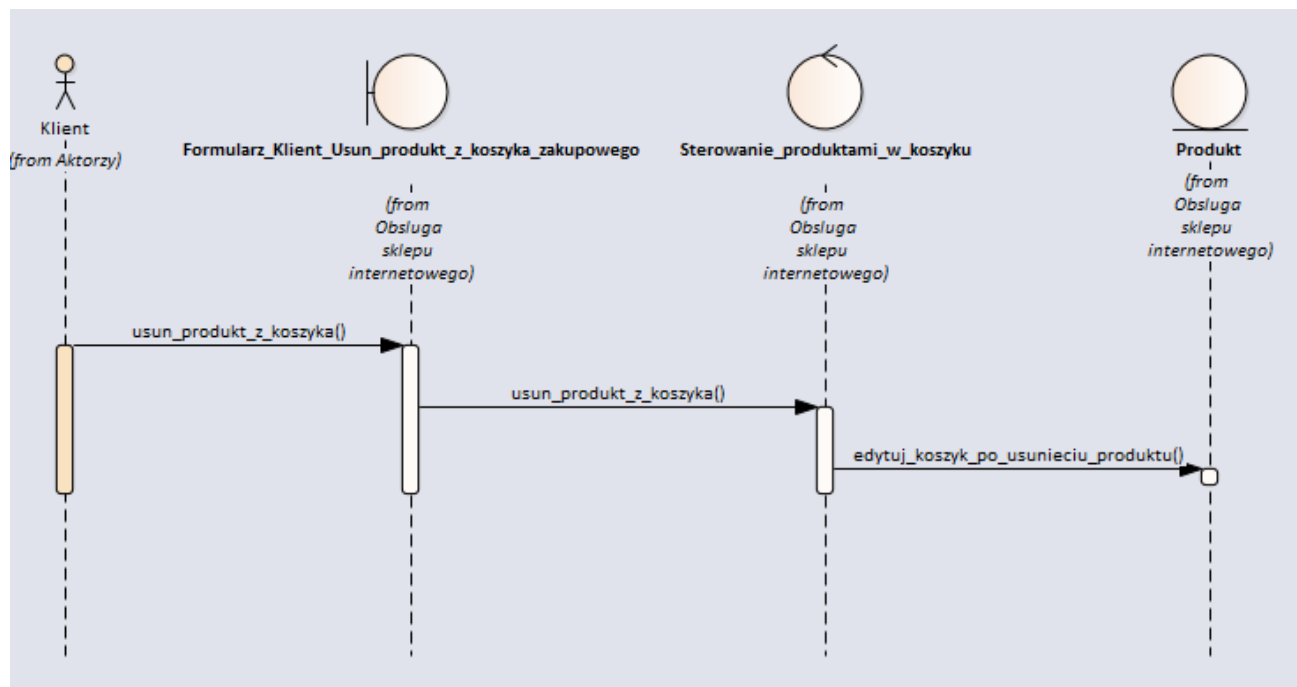 Klient
(from Aktorzy)
Formularz_Klient_Usun_produkt_z_koszyka_zakupowego
(from
Obsluga
sklepu
internetowego)
Sterowanie_produktami_w_koszyku
(from
Obsluga
sklepu
internetowego)
Produkt
(from
Obsluga
sklepu
internetowego)
usun_produkt_z_koszyka()
usun_produkt_z_koszyka()
edytuj_koszyk_po_usunieciu_produktu()